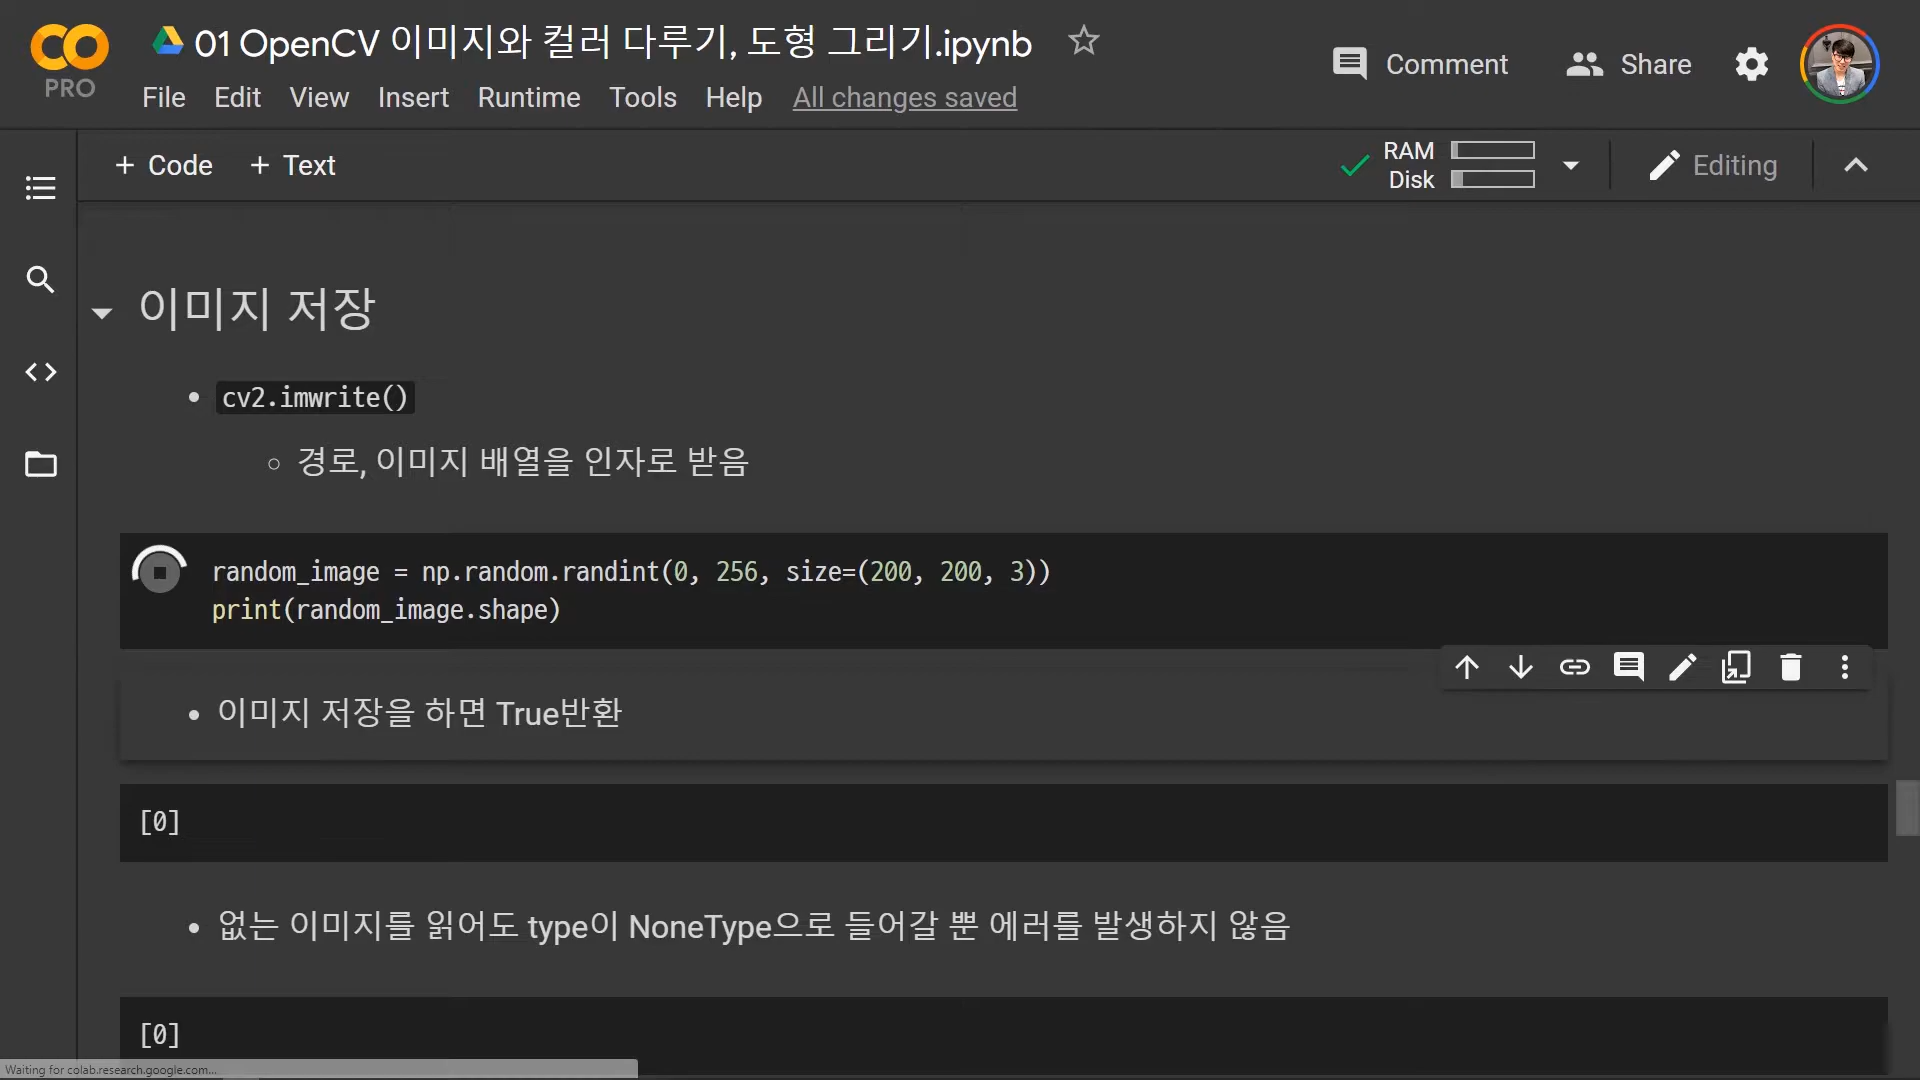 01 OpenCV 이미지와 컬러 다루기, 도형 그리기.ipynb
PRO
File Edit View Insert Runtime Tools Help All changes saved
Comment
Share
+ Code + Text
RAM
Disk
Editing
이미지 저장
cv2.imwrite()
경로, 이미지 배열을 인자로 받음
random_image = np.random.randint(0, 256, size=(200, 200, 3))
print(random_image.shape)
이미지 저장을 하면 True반환
[0]
없는 이미지를 읽어도 type이 NoneType으로 들어갈 뿐 에러를 발생하지 않음
[0]
Waiting for colab.research.google.com...